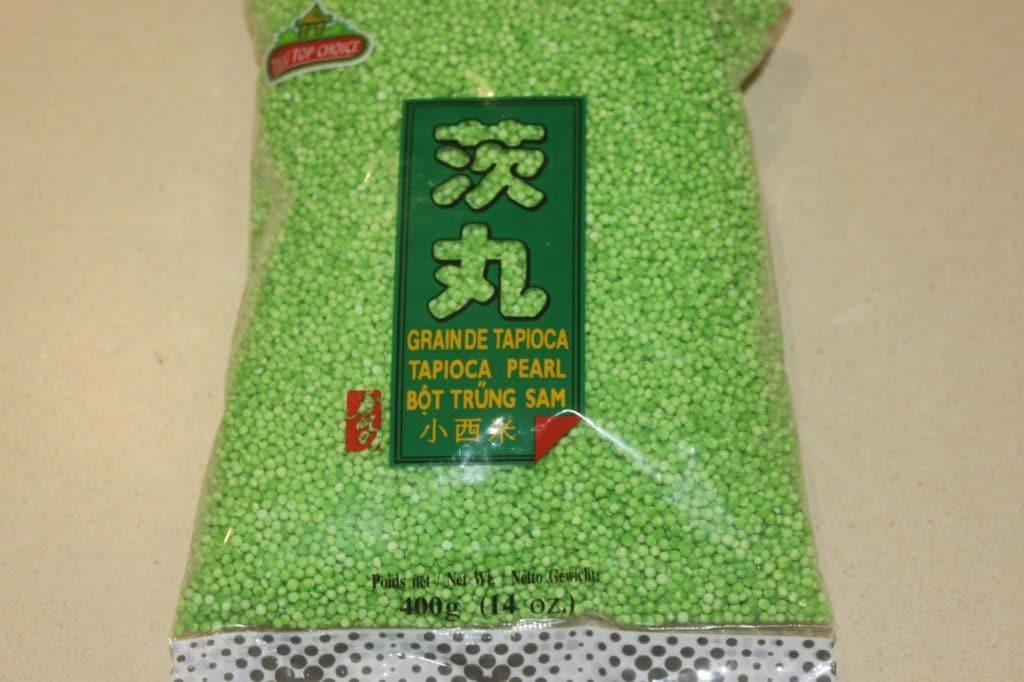 THAI TOP CHOICE
茨
丸
GRAIN DE TAPIOCA
TAPIOCA PEARL
BỘT TRŨNG SAM
小西米
Poids net / Net Wt. / Netto Gewicht:
400g (14 OZ.)